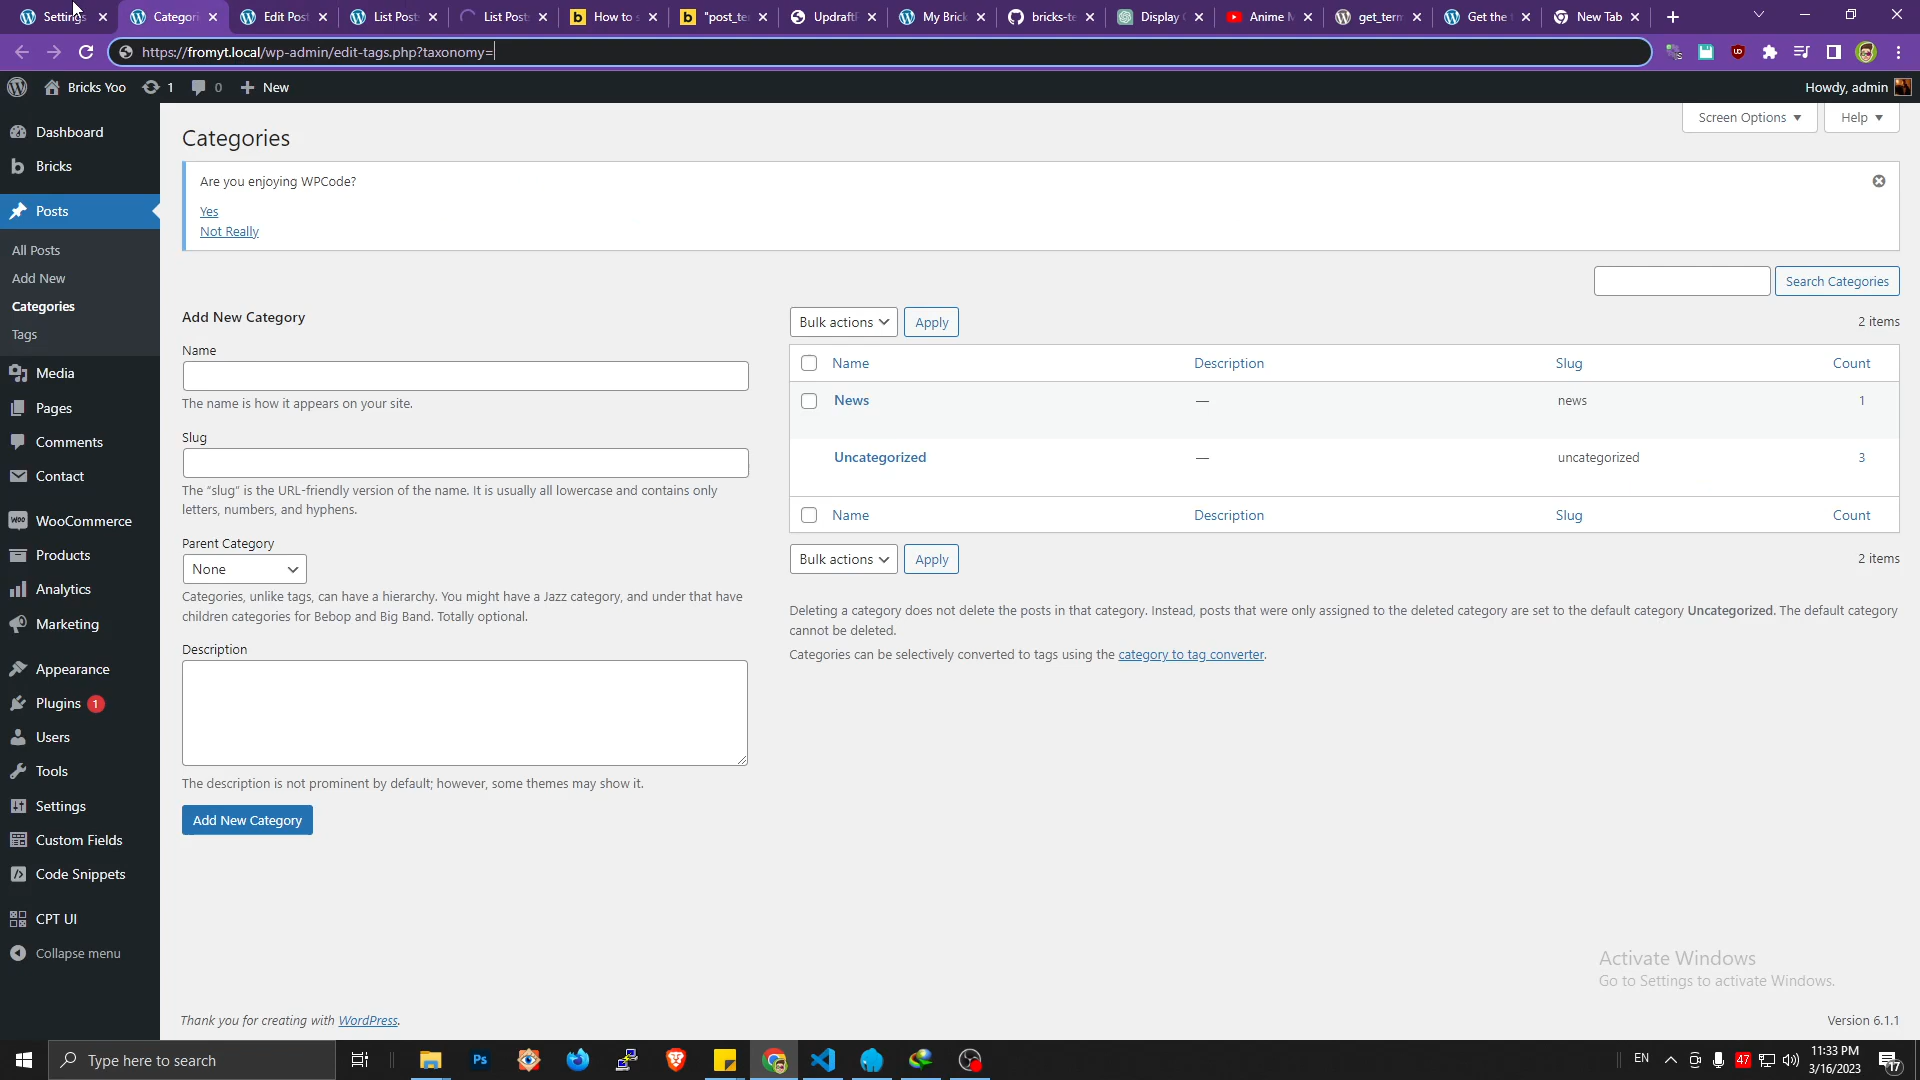 Settings
Categori
Edit Post
List Post
List Post
How to s
"post_te
Updraft
My Brick
bricks-te
Display
Anime M
get_term
Get the
New Tab
https://fromyt.local/wp-admin/edit-tags.php?taxonomy=
Bricks Yoo
1
0
New
Howdy, admin
Screen Options
Help
Dashboard
Bricks
Posts
All Posts
Add New
Categories
Tags
Media
Pages
Comments
Contact
WooCommerce
Products
Analytics
Marketing
Appearance
Plugins 1
Users
Tools
Settings
Custom Fields
Code Snippets
CPT UI
Collapse menu
Categories
Are you enjoying WPCode?
Yes
Not Really
Search Categories
Add New Category
Name
The name is how it appears on your site.
Slug
The “slug” is the URL-friendly version of the name. It is usually all lowercase and contains only
letters, numbers, and hyphens.
Parent Category
None
Categories, unlike tags, can have a hierarchy. You might have a Jazz category, and under that have
children categories for Bebop and Big Band. Totally optional.
Description
The description is not prominent by default; however, some themes may show it.
Add New Category
Bulk actions
Apply
2 items
Name Description Slug Count
News — news 1
Uncategorized — uncategorized 3
Name Description Slug Count
Bulk actions
Apply
2 items
Deleting a category does not delete the posts in that category. Instead, posts that were only assigned to the deleted category are set to the default category Uncategorized. The default category
cannot be deleted.
Categories can be selectively converted to tags using the category to tag converter.
Activate Windows
Go to Settings to activate Windows.
Thank you for creating with WordPress.
Version 6.1.1
Type here to search
Ps
EN
47
11:33 PM
3/16/2023
17